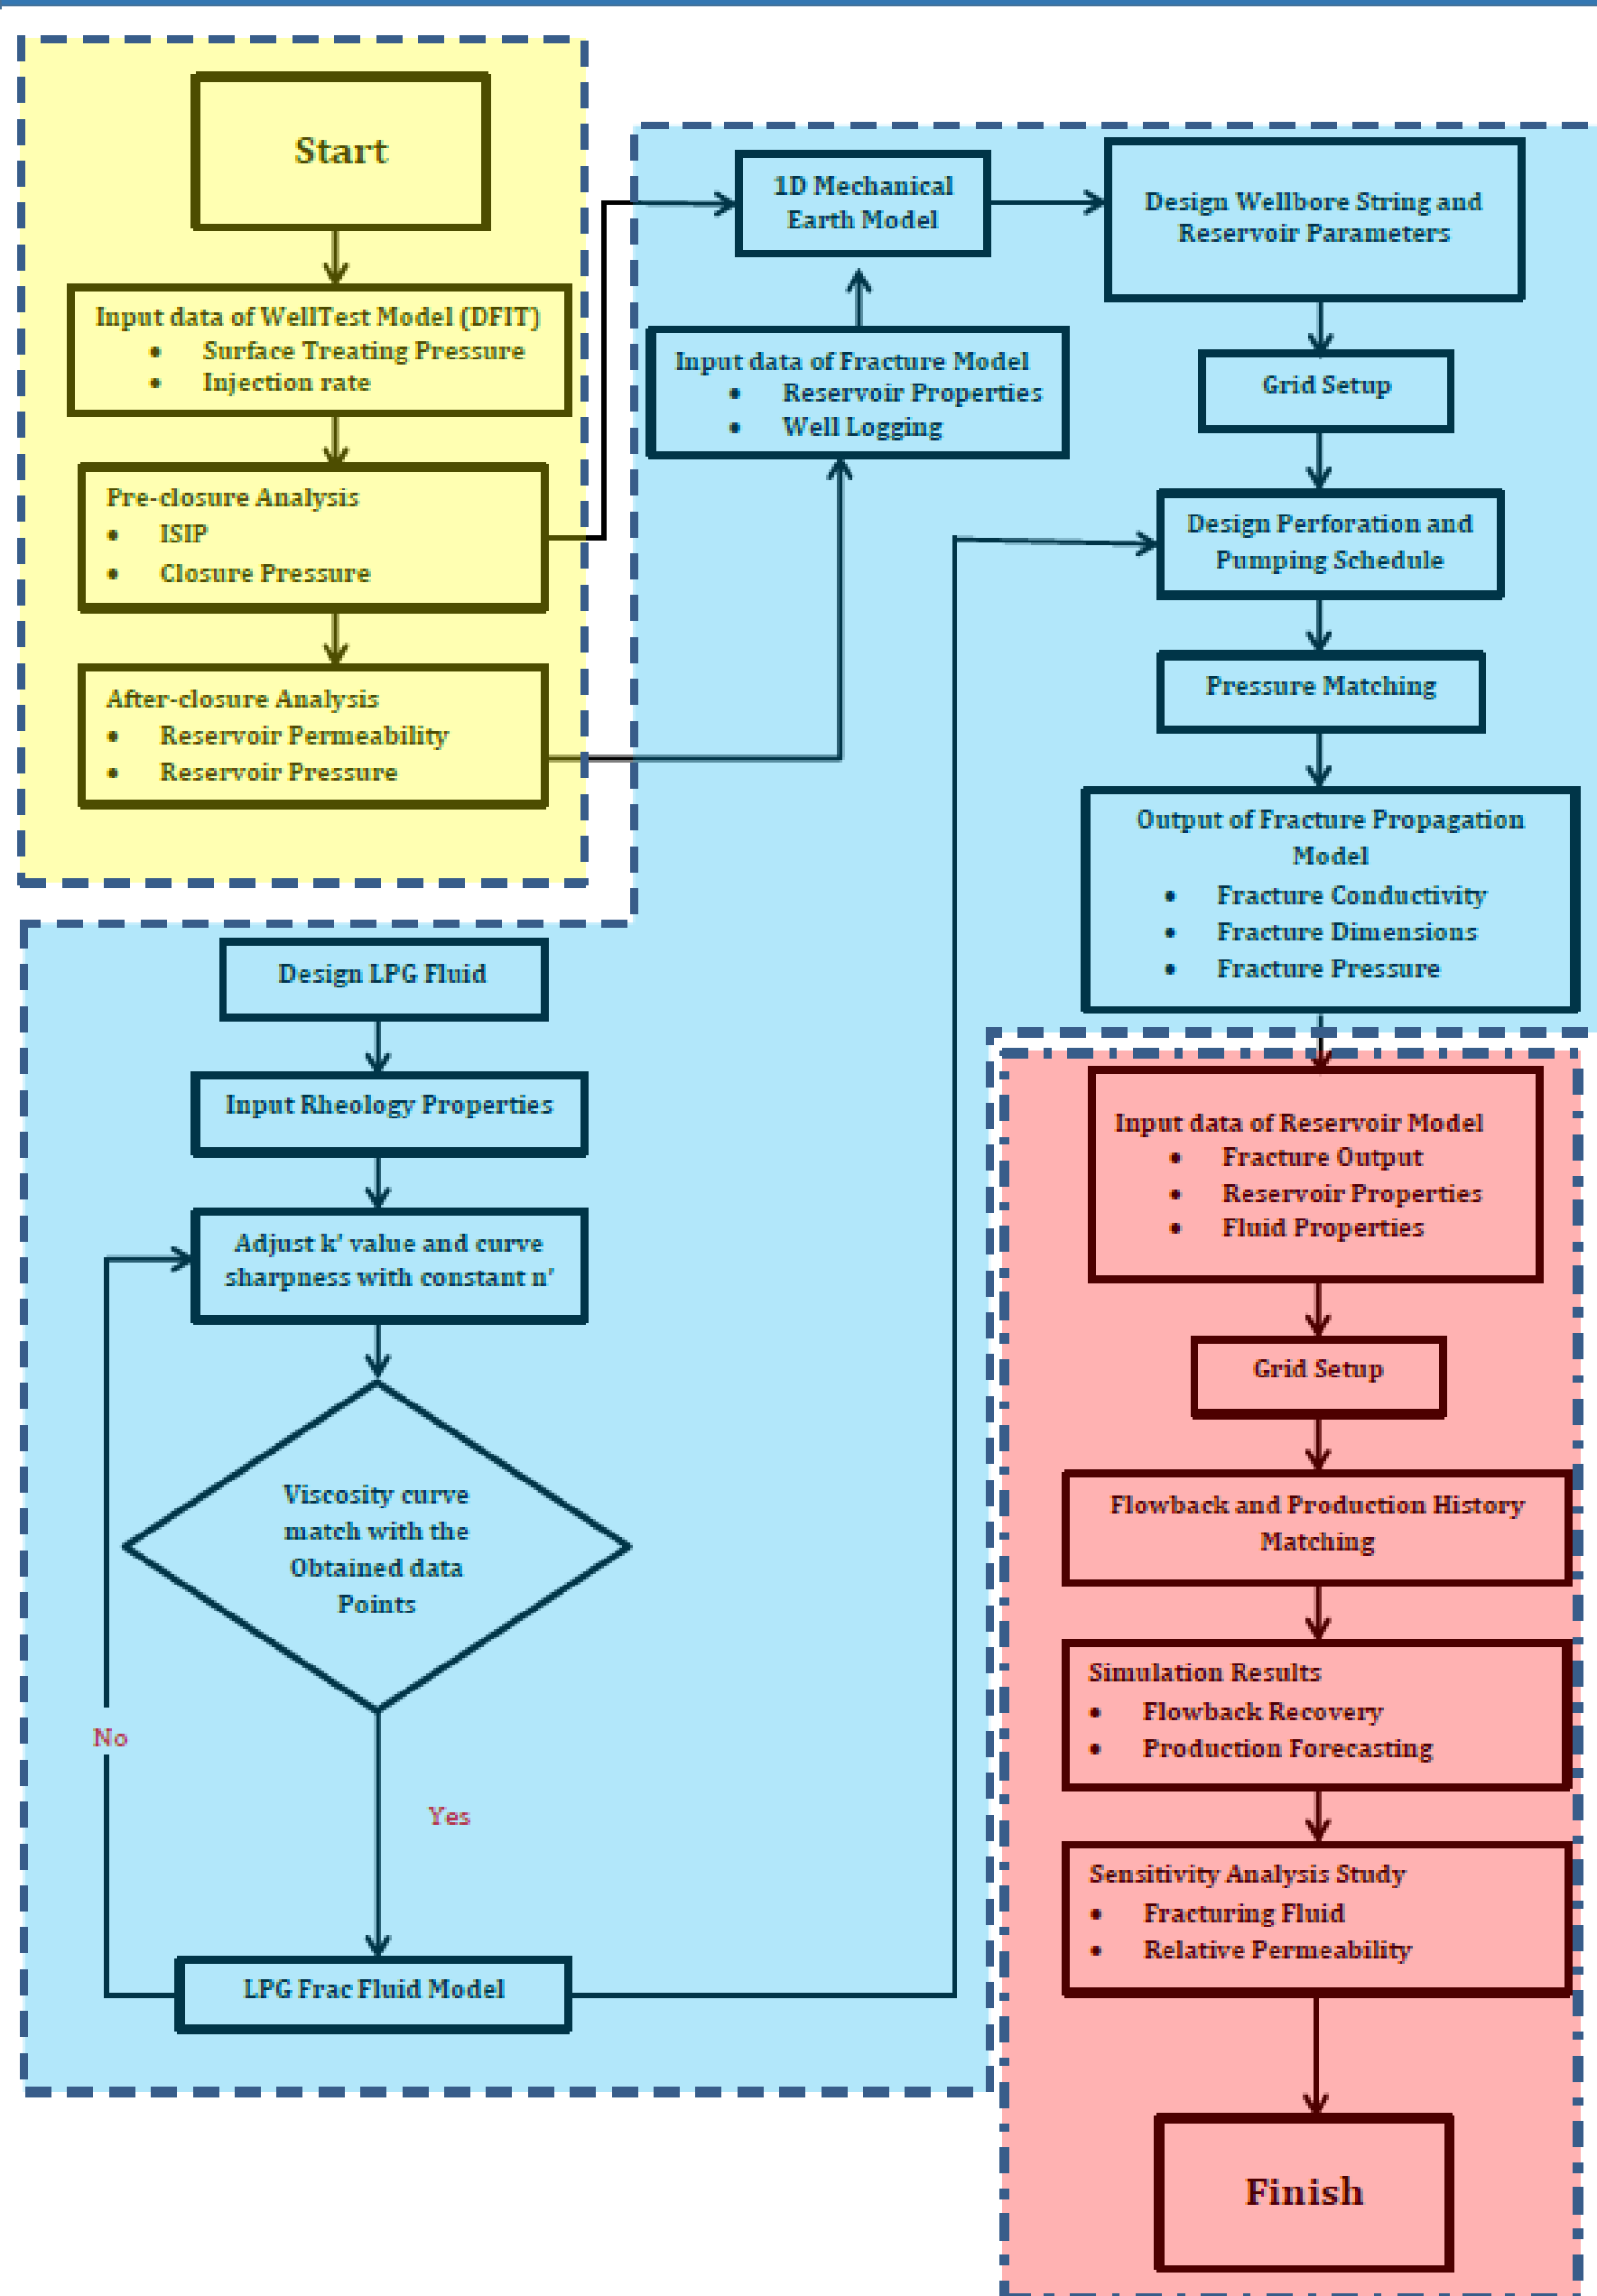 Start
Input data of WellTest Model (DFIT)
• Surface Treating Pressure
• Injection rate
Pre-closure Analysis
• ISIP
• Closure Pressure
After-closure Analysis
• Reservoir Permeability
• Reservoir Pressure
1D Mechanical
Earth Model
Input data of Fracture Model
• Reservoir Properties
• Well Logging
Design Wellbore String and
Reservoir Parameters
Grid Setup
Design Perforation and
Pumping Schedule
Pressure Matching
Output of Fracture Propagation
Model
• Fracture Conductivity
• Fracture Dimensions
• Fracture Pressure
Design LPG Fluid
Input Rheology Properties
Adjust k' value and curve
sharpness with constant n'
Viscosity curve
match with the
Obtained data
Points
No
Yes
LPG Frac Fluid Model
Input data of Reservoir Model
• Fracture Output
• Reservoir Properties
• Fluid Properties
Grid Setup
Flowback and Production History
Matching
Simulation Results
• Flowback Recovery
• Production Forecasting
Sensitivity Analysis Study
• Fracturing Fluid
• Relative Permeability
Finish